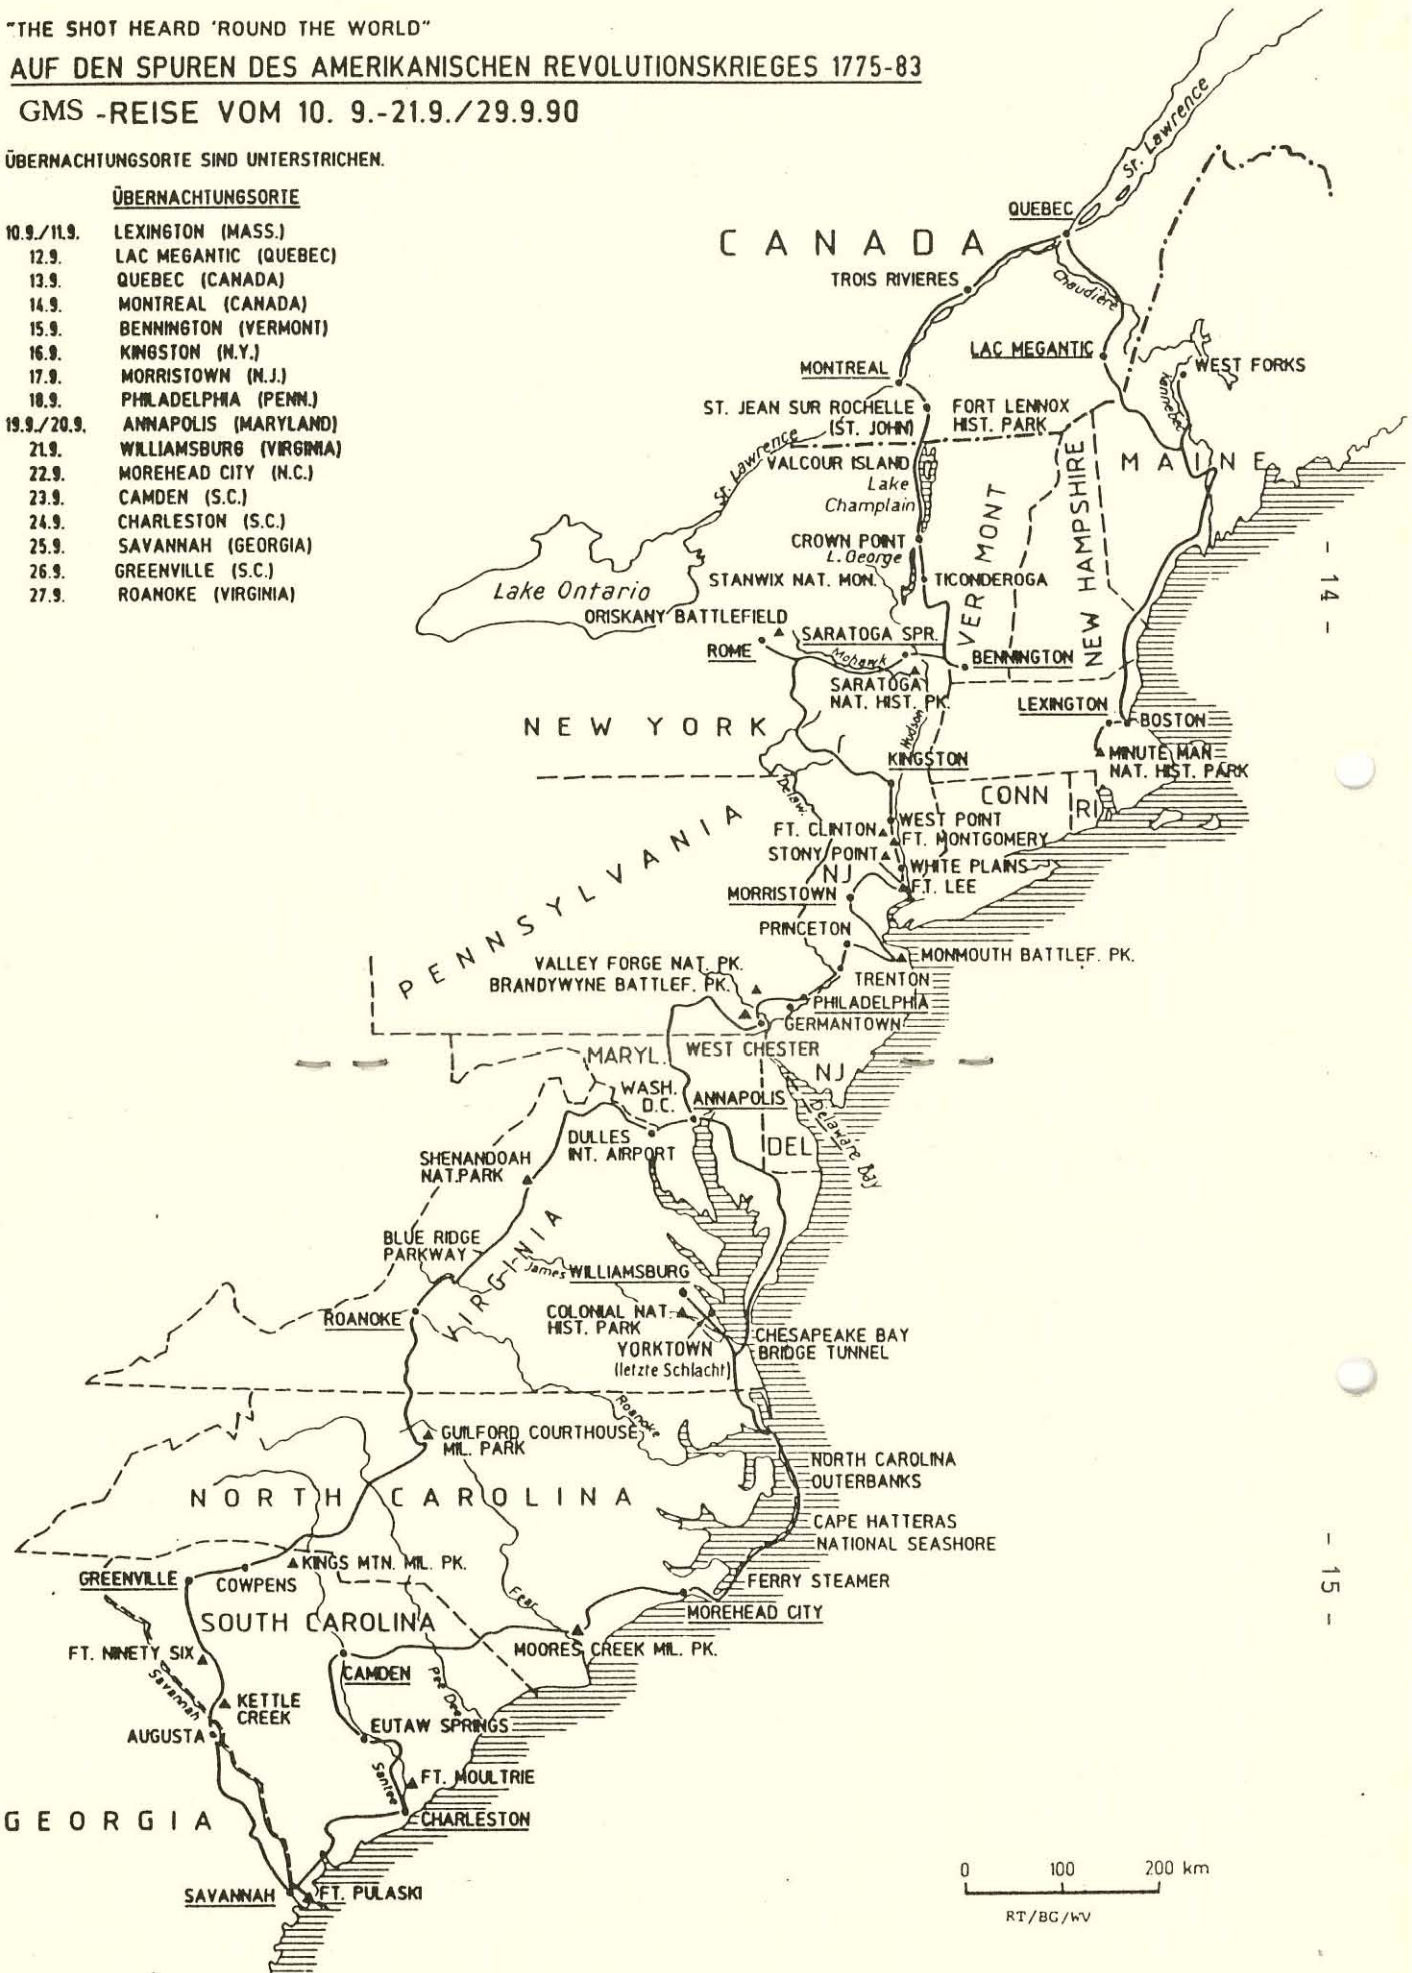 "THE SHOT HEARD 'ROUND THE WORLD"
AUF DEN SPUREN DES AMERIKANISCHEN REVOLUTIONSKRIEGES 1775-83
GMS -REISE VOM 10. 9.-21.9./29.9.90
ÜBERNACHTUNGSORTE SIND UNTERSTRICHEN.
ÜBERNACHTUNGSORTE
10.9./11.9. LEXINGTON (MASS.)
12.9. LAC MEGANTIC (QUEBEC)
13.9. QUEBEC (CANADA)
14.9. MONTREAL (CANADA)
15.9. BENNINGTON (VERMONT)
16.9. KINGSTON (N.Y.)
17.9. MORRISTOWN (N.J.)
18.9. PHILADELPHIA (PENN.)
19.9./20.9. ANNAPOLIS (MARYLAND)
21.9. WILLIAMSBURG (VIRGINIA)
22.9. MOREHEAD CITY (N.C.)
23.9. CAMDEN (S.C.)
24.9. CHARLESTON (S.C.)
25.9. SAVANNAH (GEORGIA)
26.9. GREENVILLE (S.C.)
27.9. ROANOKE (VIRGINIA)
St. Lawrence
QUEBEC
CANADA
TROIS RIVIERES
Chaudière
LAC MEGANTIC
WEST FORKS
Kennebec
MONTREAL
ST. JEAN SUR ROCHELLE
(ST. JOHN)
FORT LENNOX
HIST. PARK
St. Lawrence
VALCOUR ISLAND
Lake
Champlain
MAINE
VERMONT
NEW HAMPSHIRE
CROWN POINT
L. George
STANWIX NAT. MON.
TICONDEROGA
Lake Ontario
ORISKANY BATTLEFIELD
SARATOGA SPR.
ROME
Mohawk
BENNINGTON
SARATOGA
NAT. HIST. PK.
LEXINGTON
BOSTON
NEW YORK
Hudson
MINUTE MAN
NAT. HIST. PARK
KINGSTON
Delaw.
CONN
RI
PENNSYLVANIA
WEST POINT
FT. CLINTON
FT. MONTGOMERY
STONY POINT
WHITE PLAINS
NJ
FT. LEE
MORRISTOWN
PRINCETON
MONMOUTH BATTLEF. PK.
VALLEY FORGE NAT. PK.
TRENTON
BRANDYWYNE BATTLEF. PK.
PHILADELPHIA
GERMANTOWN
MARYL.
WEST CHESTER
NJ
WASH.
D.C.
ANNAPOLIS
Delaware Bay
DULLES
INT. AIRPORT
DEL
SHENANDOAH
NAT.PARK
VIRGINIA
BLUE RIDGE
PARKWAY
James
WILLIAMSBURG
ROANOKE
COLONIAL NAT.
HIST. PARK
YORKTOWN
(letzte Schlacht)
CHESAPEAKE BAY
BRIDGE TUNNEL
Roanoke
GUILFORD COURTHOUSE
MIL. PARK
NORTH CAROLINA
OUTERBANKS
NORTH CAROLINA
CAPE HATTERAS
NATIONAL SEASHORE
KINGS MTN. MIL. PK.
GREENVILLE
COWPENS
FERRY STEAMER
Fear
MOREHEAD CITY
SOUTH CAROLINA
MOORES CREEK MIL. PK.
FT. NINETY SIX
CAMDEN
Pee Dee
Savannah
KETTLE
CREEK
AUGUSTA
EUTAW SPRINGS
Santee
FT. MOULTRIE
GEORGIA
CHARLESTON
SAVANNAH
FT. PULASKI
0 100 200 km
RT/BG/WV
- 14 -
- 15 -